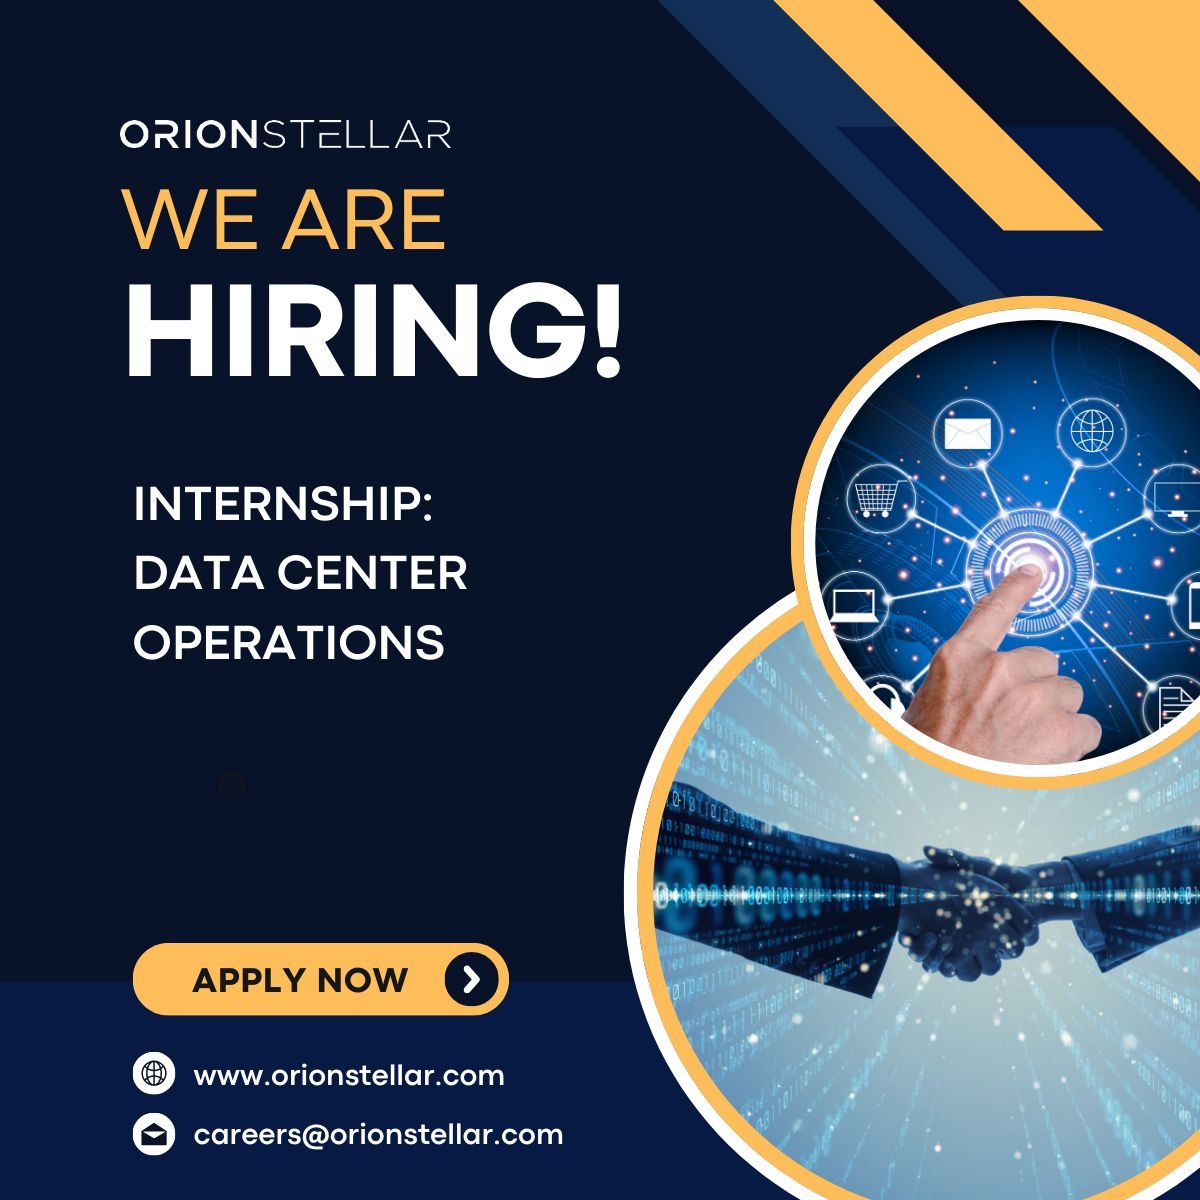 ORIONSTELLAR
WE ARE
HIRING!
INTERNSHIP:
DATA CENTER
OPERATIONS
APPLY NOW
www.orionstellar.com
careers@orionstellar.com